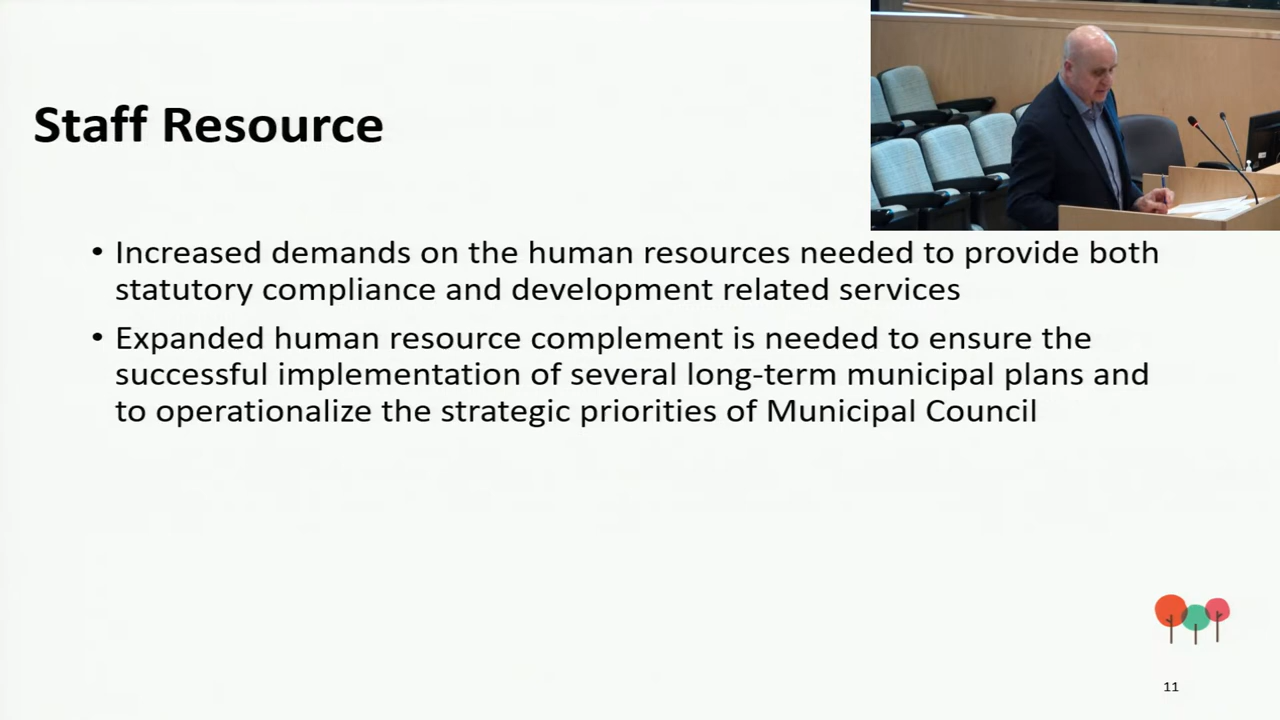 Staff Resource
• Increased demands on the human resources needed to provide both
statutory compliance and development related services
• Expanded human resource complement is needed to ensure the
successful implementation of several long-term municipal plans and
to operationalize the strategic priorities of Municipal Council
11